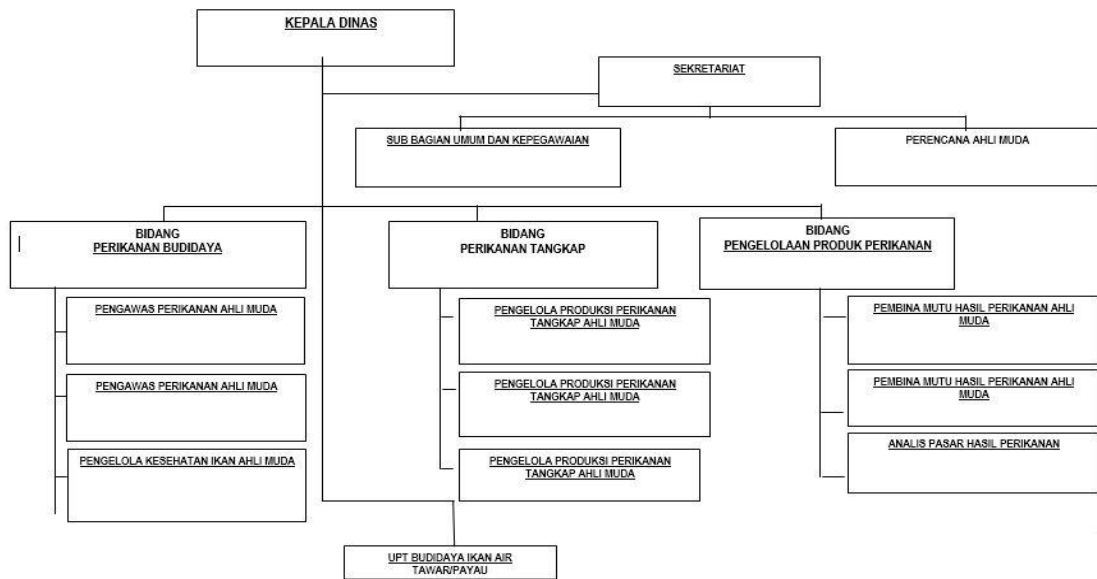 KEPALA DINAS
SEKRETARIAT
SUB BAGIAN UMUM DAN KEPEGAWAIAN
PERENCANA AHLI MUDA
BIDANG
PERIKANAN BUDIDAYA
BIDANG
PERIKANAN TANGKAP
BIDANG
PENGELOLAAN PRODUK PERIKANAN
PENGAWAS PERIKANAN AHLI MUDA
PENGAWAS PERIKANAN AHLI MUDA
PENGELOLA KESEHATAN IKAN AHLI MUDA
PENGELOLA PRODUKSI PERIKANAN
TANGKAP AHLI MUDA
PENGELOLA PRODUKSI PERIKANAN
TANGKAP AHLI MUDA
PENGELOLA PRODUKSI PERIKANAN
TANGKAP AHLI MUDA
PEMBINA MUTU HASIL PERIKANAN AHLI
MUDA
PEMBINA MUTU HASIL PERIKANAN AHLI
MUDA
ANALIS PASAR HASIL PERIKANAN
UPT BUDIDAYA IKAN AIR
TAWAR/PAYAU